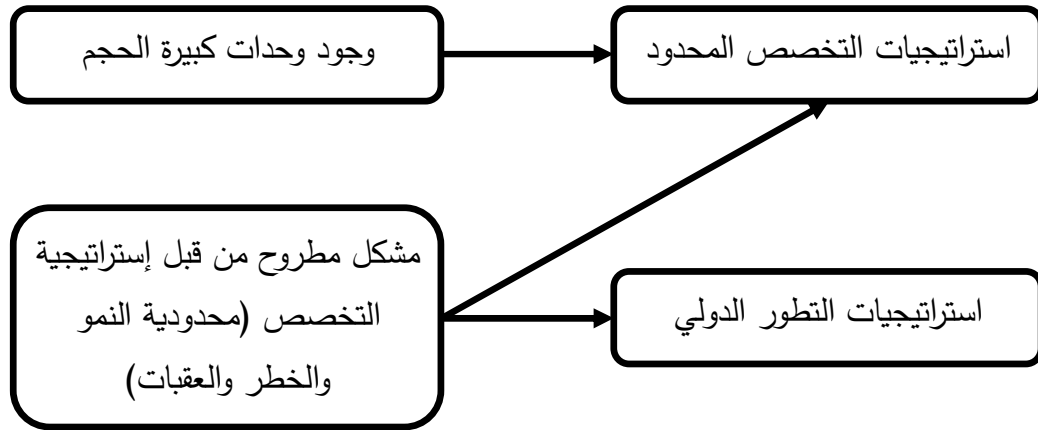 وجود وحدات كبيرة الحجم
استراتيجيات التخصص المحدود
مشكل مطروح من قبل إستراتيجية
التخصص (محدودية النمو
والخطر والعقبات)
استراتيجيات التطور الدولي